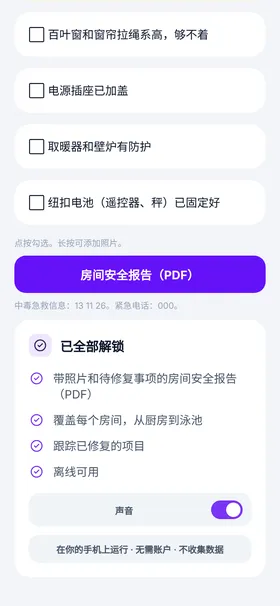 百叶窗和窗帘拉绳系高，够不着
电源插座已加盖
取暖器和壁炉有防护
纽扣电池（遥控器、秤）已固定好
点按勾选。长按可添加照片。
房间安全报告（PDF）
中毒急救信息：13 11 26。紧急电话：000。
已全部解锁
带照片和待修复事项的房间安全报告
（PDF）
覆盖每个房间，从厨房到泳池
跟踪已修复的项目
离线可用
声音
在你的手机上运行 · 无需账户 · 不收集数据